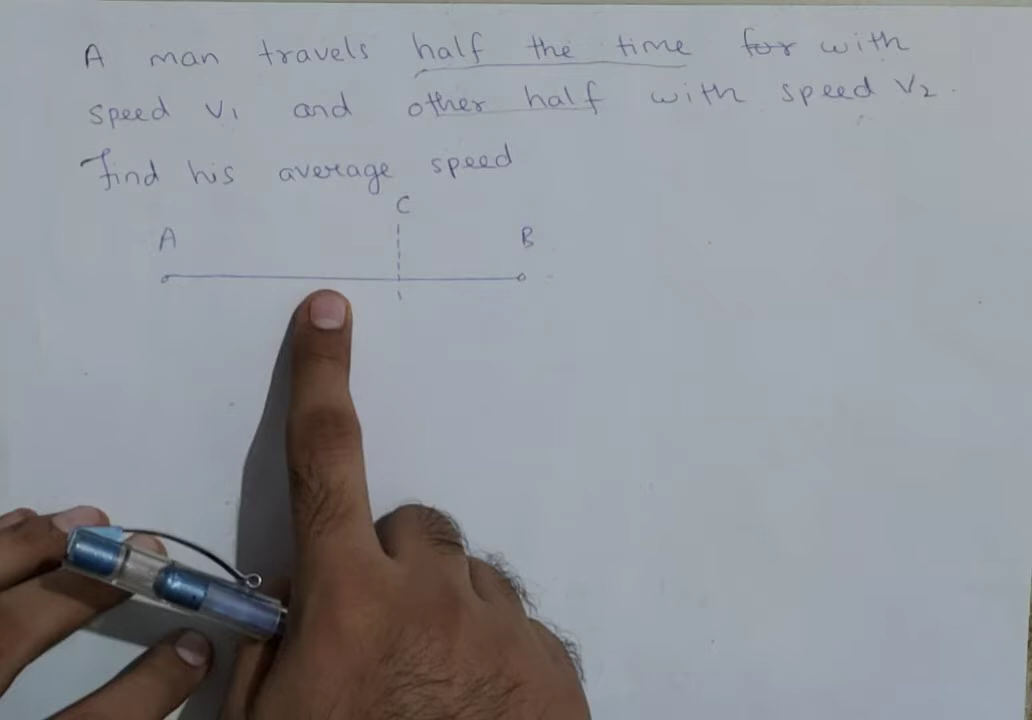 A man travels half the time for with
speed V1 and other half with speed V2.
Find his average speed
C
A B